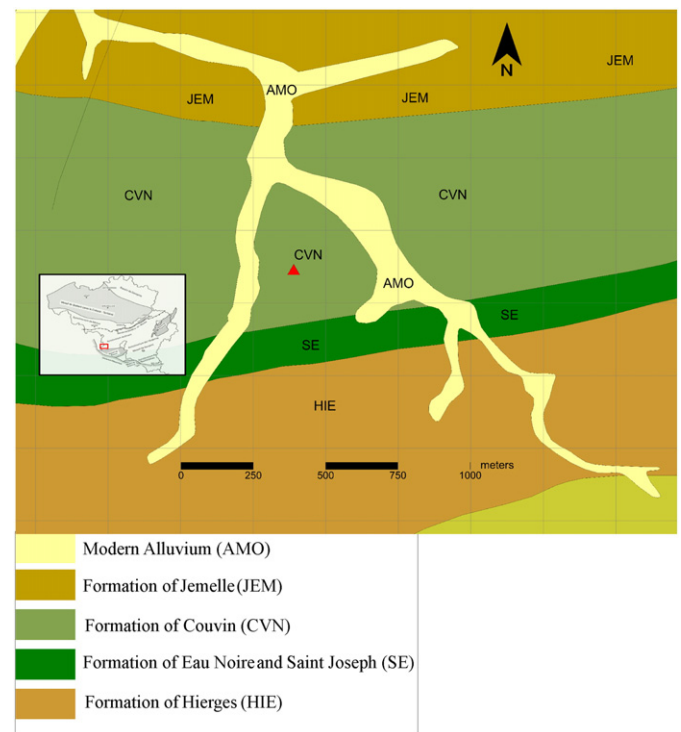 N
JEM
AMO
JEM
JEM
CVN
CVN
CVN
AMO
SE
SE
HIE
0 250 500 750 1000 meters
Modern Alluvium (AMO)
Formation of Jemelle (JEM)
Formation of Couvin (CVN)
Formation of Eau Noire and Saint Joseph (SE)
Formation of Hierges (HIE)